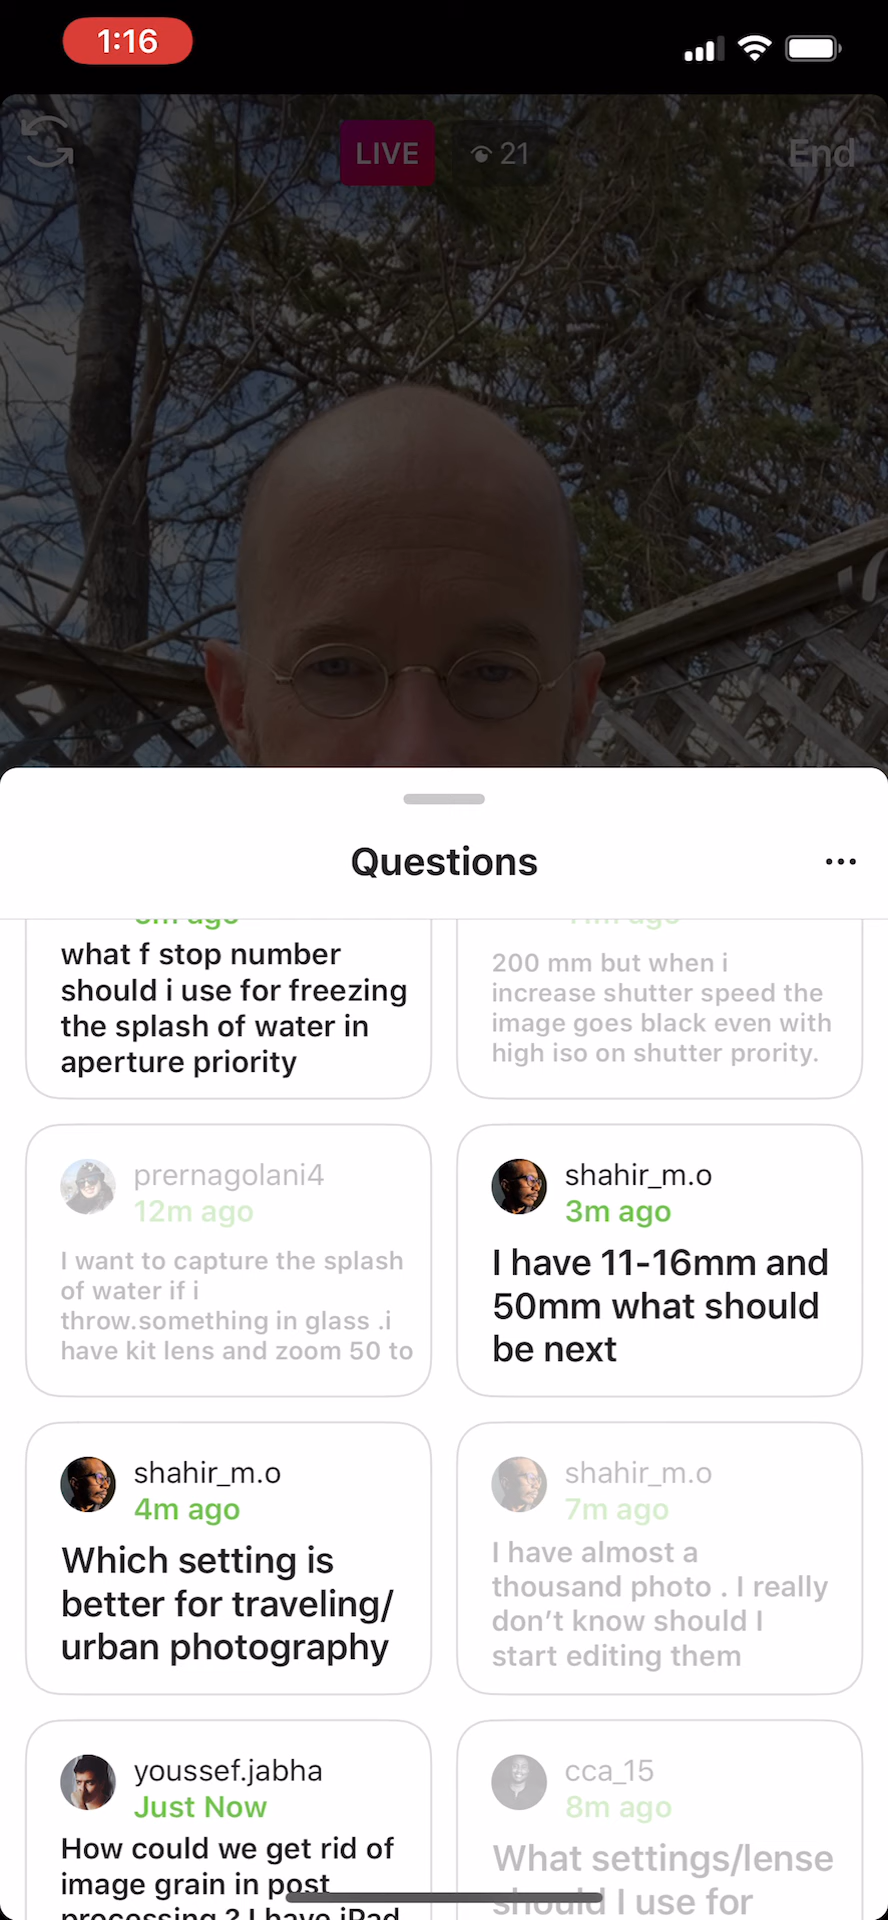 1:16
LIVE
21
End
Questions
what f stop number
should i use for freezing
the splash of water in
aperture priority
200 mm but when i
increase shutter speed the
image goes black even with
high iso on shutter prority.
prernagolani4
12m ago
I want to capture the splash
of water if i
throw.something in glass .i
have kit lens and zoom 50 to
shahir_m.o
3m ago
I have 11-16mm and
50mm what should
be next
shahir_m.o
4m ago
Which setting is
better for traveling/
urban photography
shahir_m.o
7m ago
I have almost a
thousand photo . I really
don’t know should I
start editing them
youssef.jabha
Just Now
How could we get rid of
image grain in post
processing ? I have iPad
cca_15
8m ago
What settings/lense
should I use for